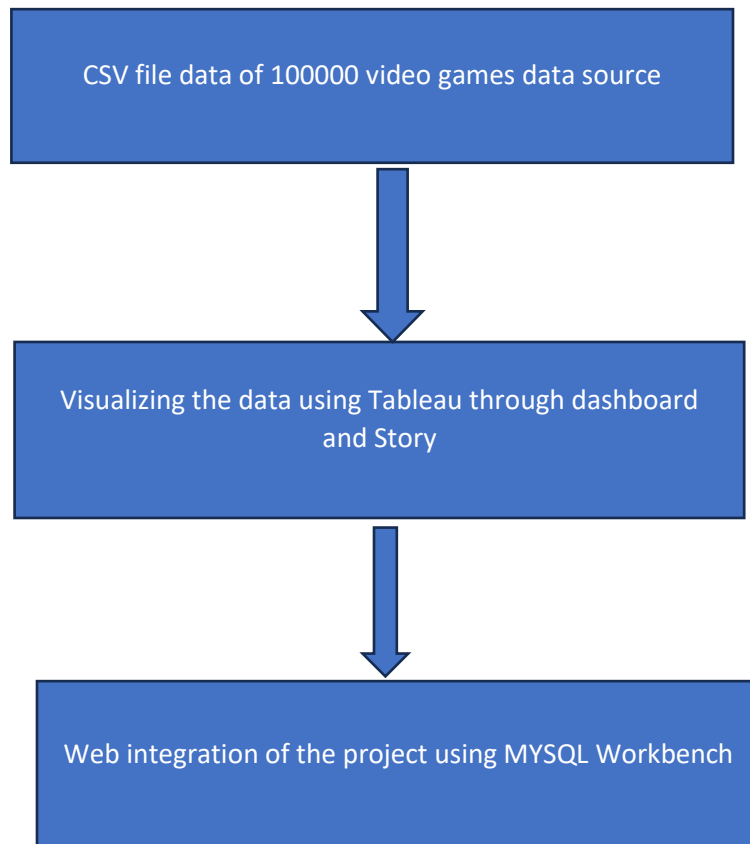 CSV file data of 100000 video games data source
Visualizing the data using Tableau through dashboard
and Story
Web integration of the project using MYSQL Workbench